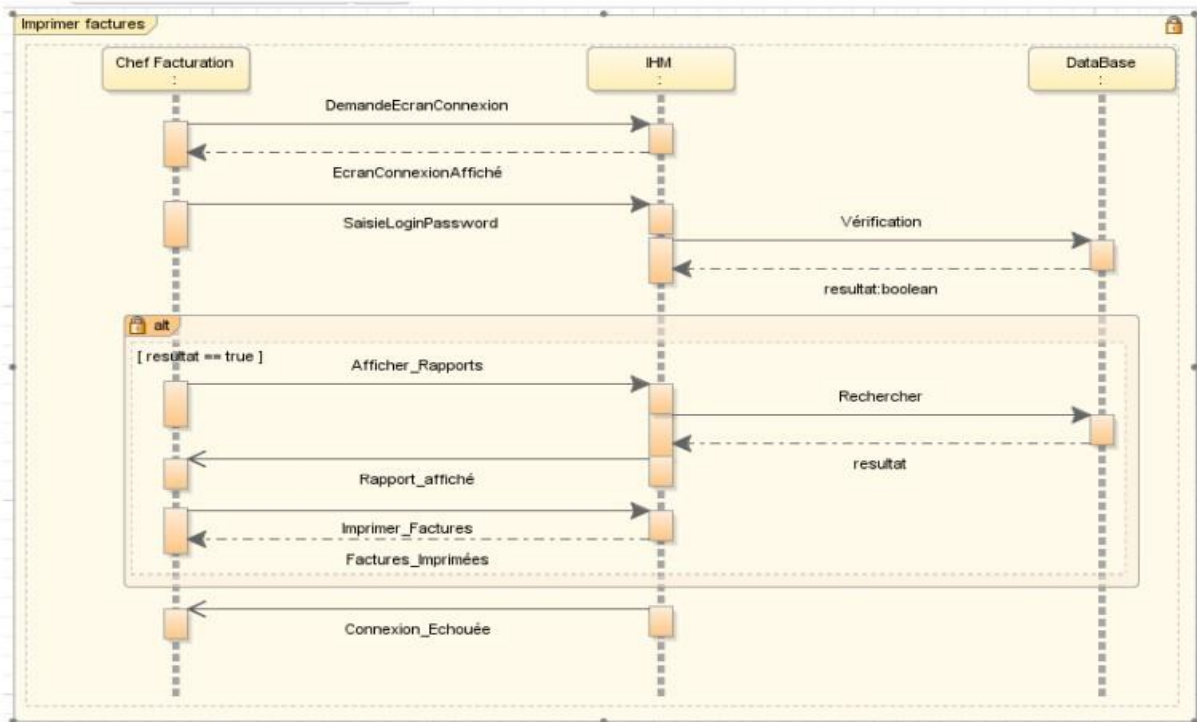 Imprimer factures
Chef Facturation
:
IHM
:
DataBase
:
DemandeEcranConnexion
EcranConnexionAffiché
SaisieLoginPassword
Vérification
resultat:boolean
alt
[ resultat == true ]
Afficher_Rapports
Rechercher
resultat
Rapport_affiché
Imprimer_Factures
Factures_Imprimées
Connexion_Echouée